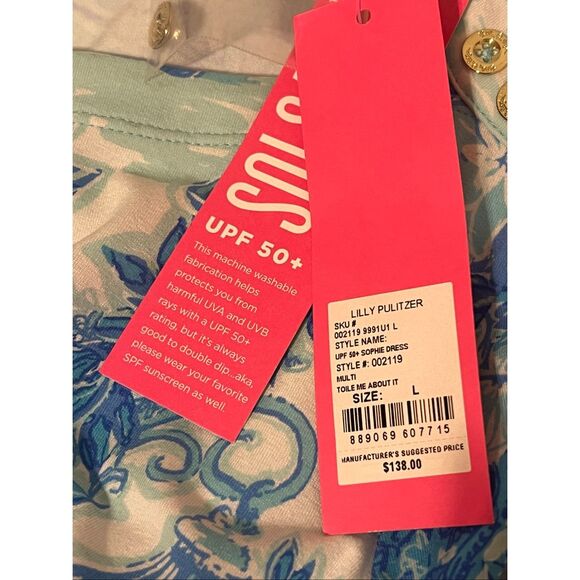 SOLS
UPF 50+
This machine washable
fabrication helps
protects you from
harmful UVA and UVB
rays with a UPF 50+
rating, but it's always
good to double dip..aka,
please wear your favorite
SPF sunscreen as well.
LILLY PULITZER
SKU #
002119 9991U1 L
STYLE NAME:
UPF 50+ SOPHIE DRESS
STYLE #: 002119
MULTI
TOILE ME ABOUT IT
SIZE: L
889069 607715
MANUFACTURER'S SUGGESTED PRICE
$138.00